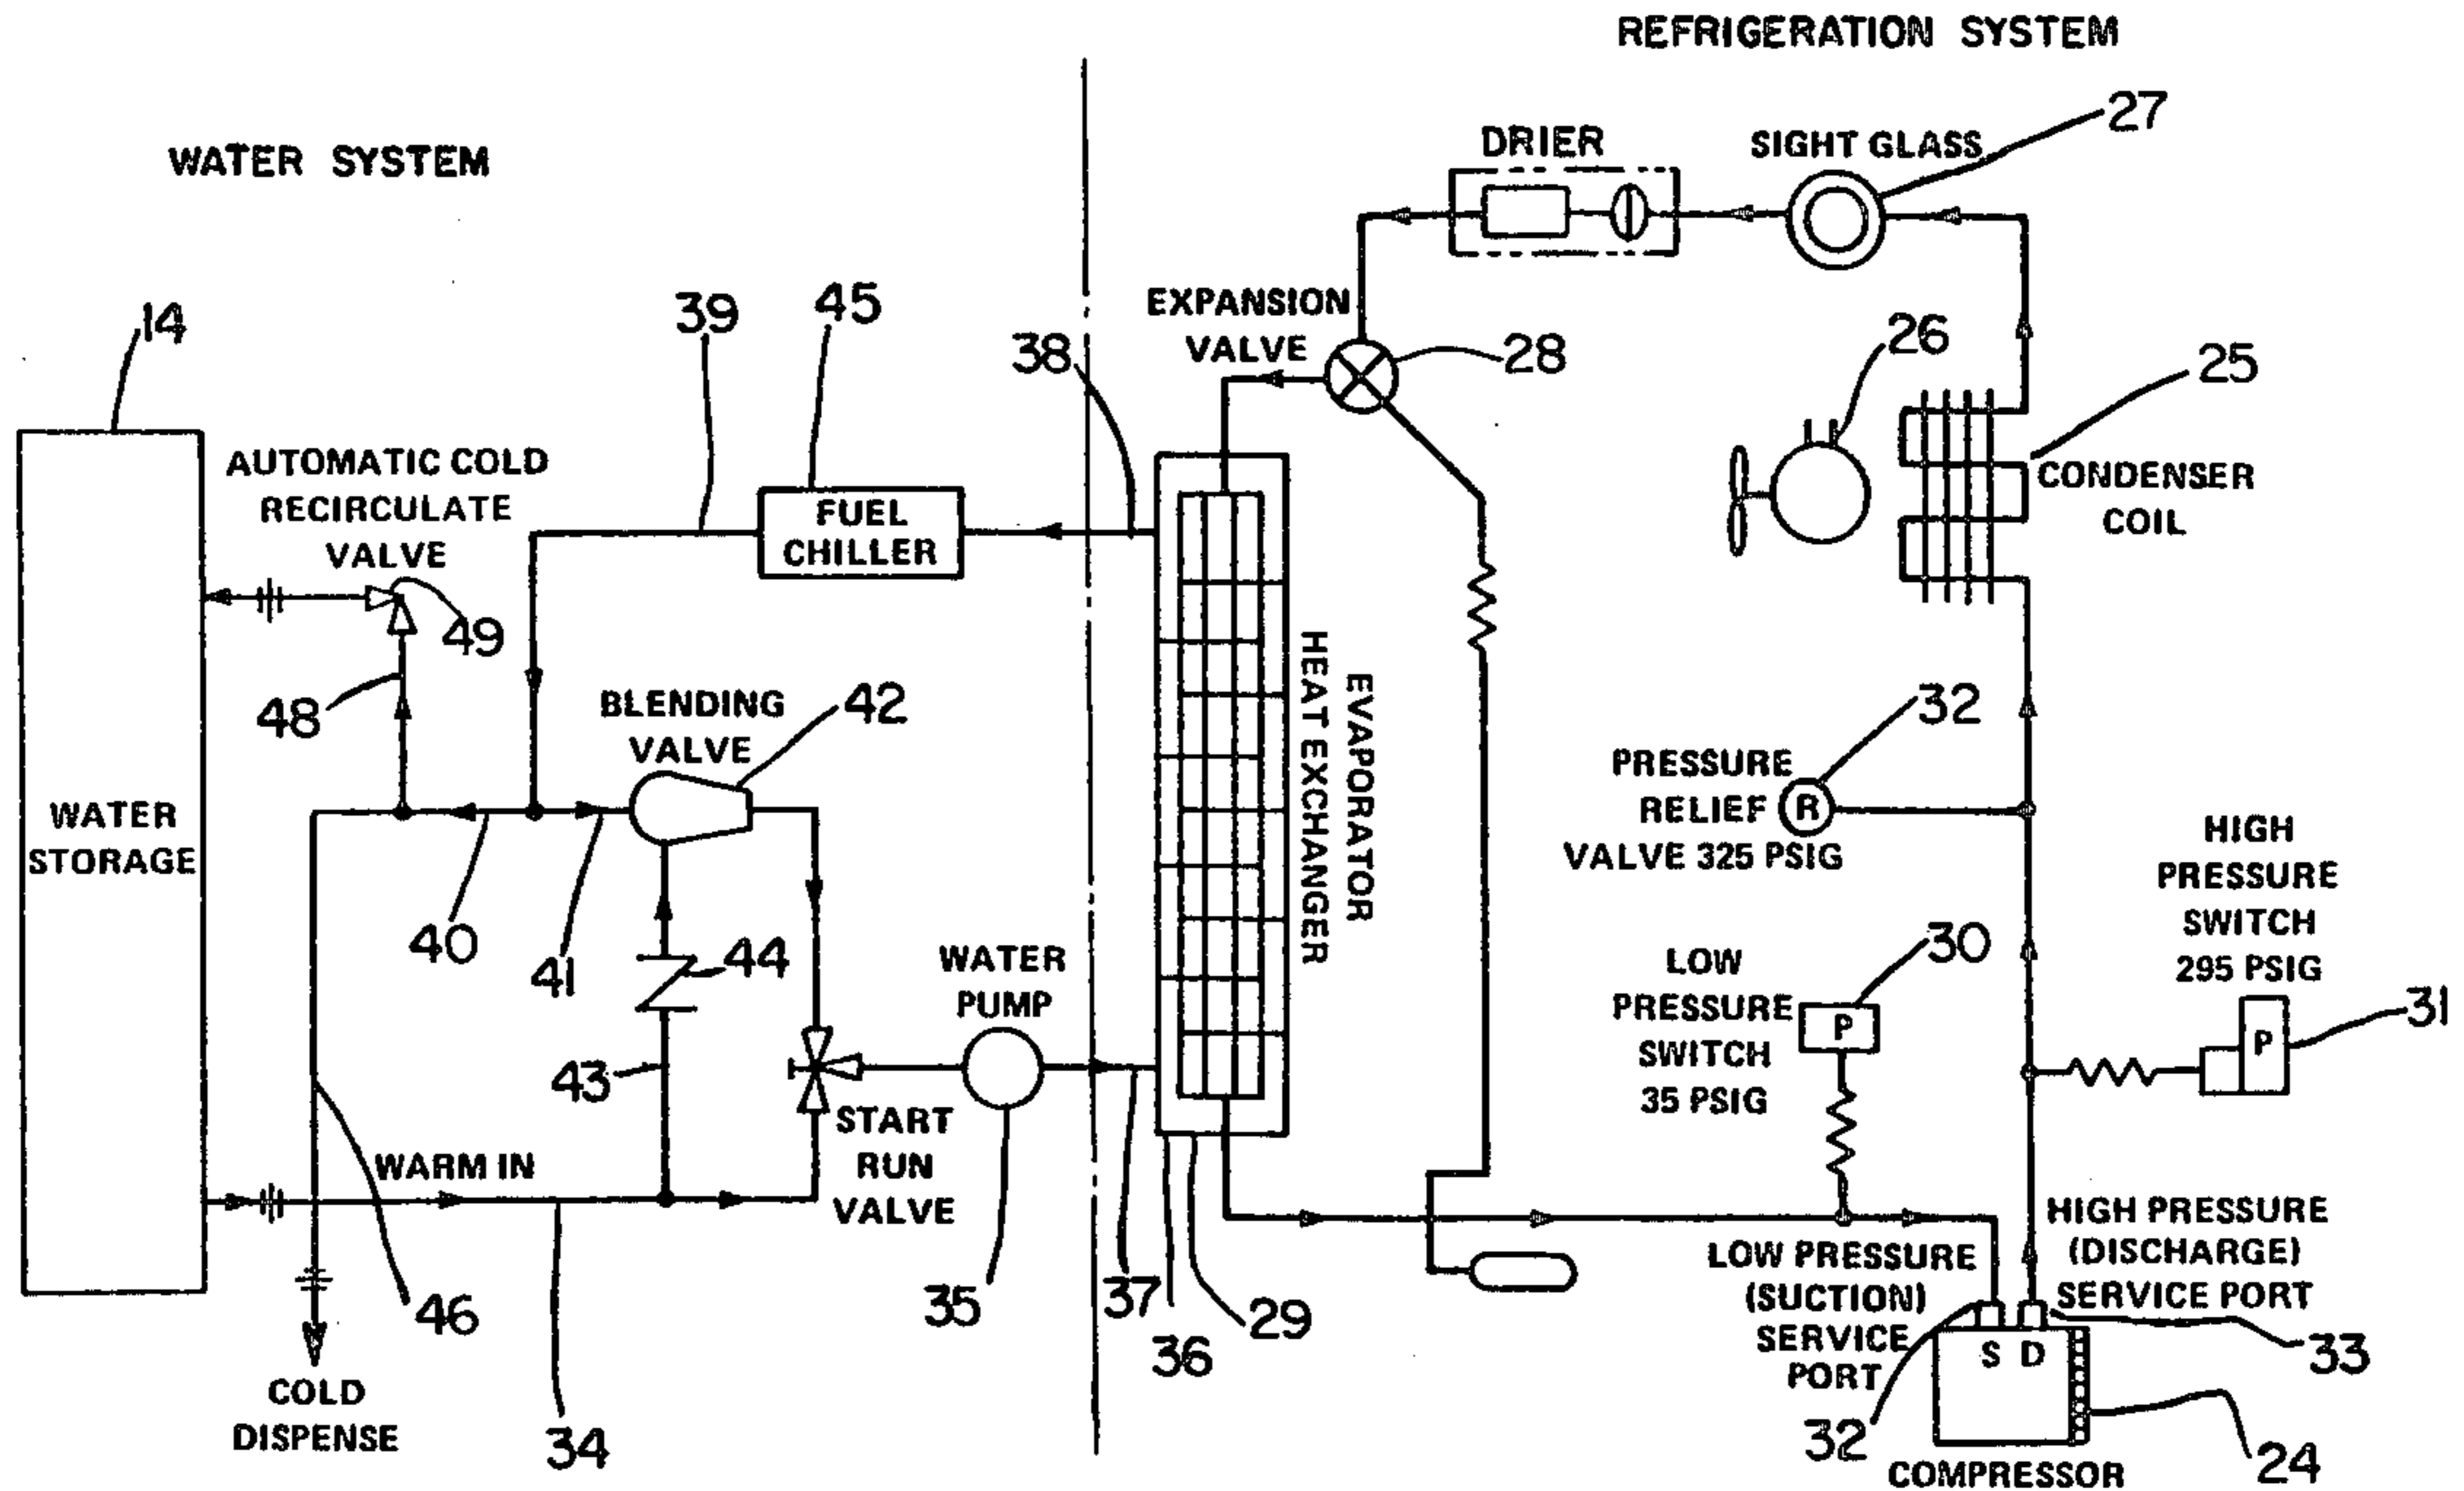 REFRIGERATION SYSTEM
WATER SYSTEM
DRIER
SIGHT GLASS
27
EXPANSION
VALVE
28
26
25
CONDENSER
COIL
14
39
45
38
AUTOMATIC COLD
RECIRCULATE
VALVE
49
48
FUEL
CHILLER
BLENDING
VALVE
42
WATER
STORAGE
40
41
44
43
WATER
PUMP
START
RUN
VALVE
WARM IN
46
34
35
37
36
29
COLD
DISPENSE
HEAT EXCHANGER
EVAPORATOR
32
PRESSURE
RELIEF
VALVE 325 PSIG
R
HIGH
PRESSURE
SWITCH
295 PSIG
P
31
30
LOW
PRESSURE
SWITCH
35 PSIG
P
LOW PRESSURE
(SUCTION)
SERVICE
PORT
32
HIGH PRESSURE
(DISCHARGE)
SERVICE PORT
33
S D
24
COMPRESSOR